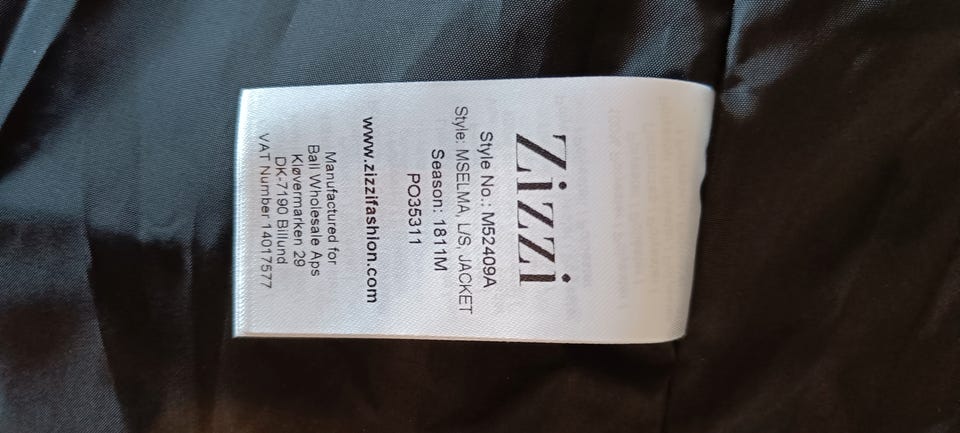 Zizzi
Style No.: M52409A
Style: MSELMA, L/S, JACKET
Season: 1811M
PO35311
www.zizzifashion.com
Manufactured for
Ball Wholesale Aps
Kløvermarken 29
DK-7190 Billund
VAT Number 14017577